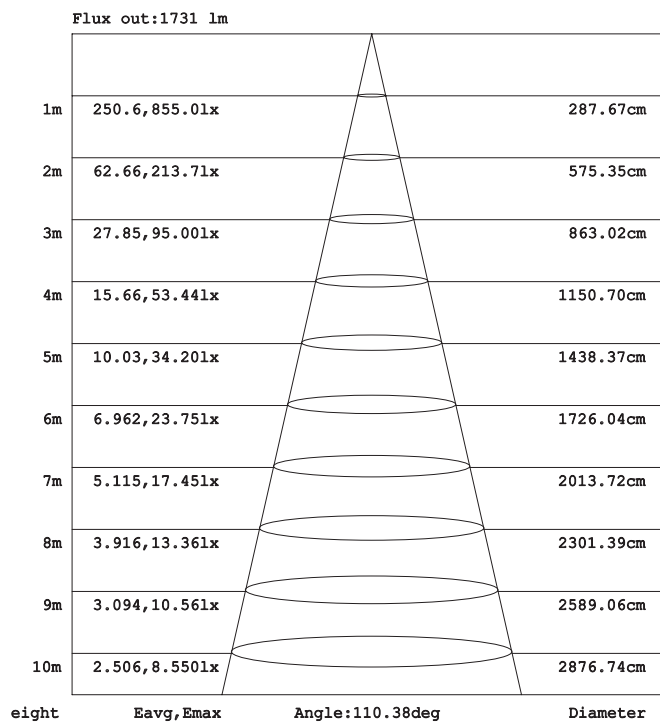 Flux out:1731 lm
1m 250.6,855.0lx 287.67cm
2m 62.66,213.7lx 575.35cm
3m 27.85,95.00lx 863.02cm
4m 15.66,53.44lx 1150.70cm
5m 10.03,34.20lx 1438.37cm
6m 6.962,23.75lx 1726.04cm
7m 5.115,17.45lx 2013.72cm
8m 3.916,13.36lx 2301.39cm
9m 3.094,10.56lx 2589.06cm
10m 2.506,8.550lx 2876.74cm
eight Eavg,Emax Angle:110.38deg Diameter